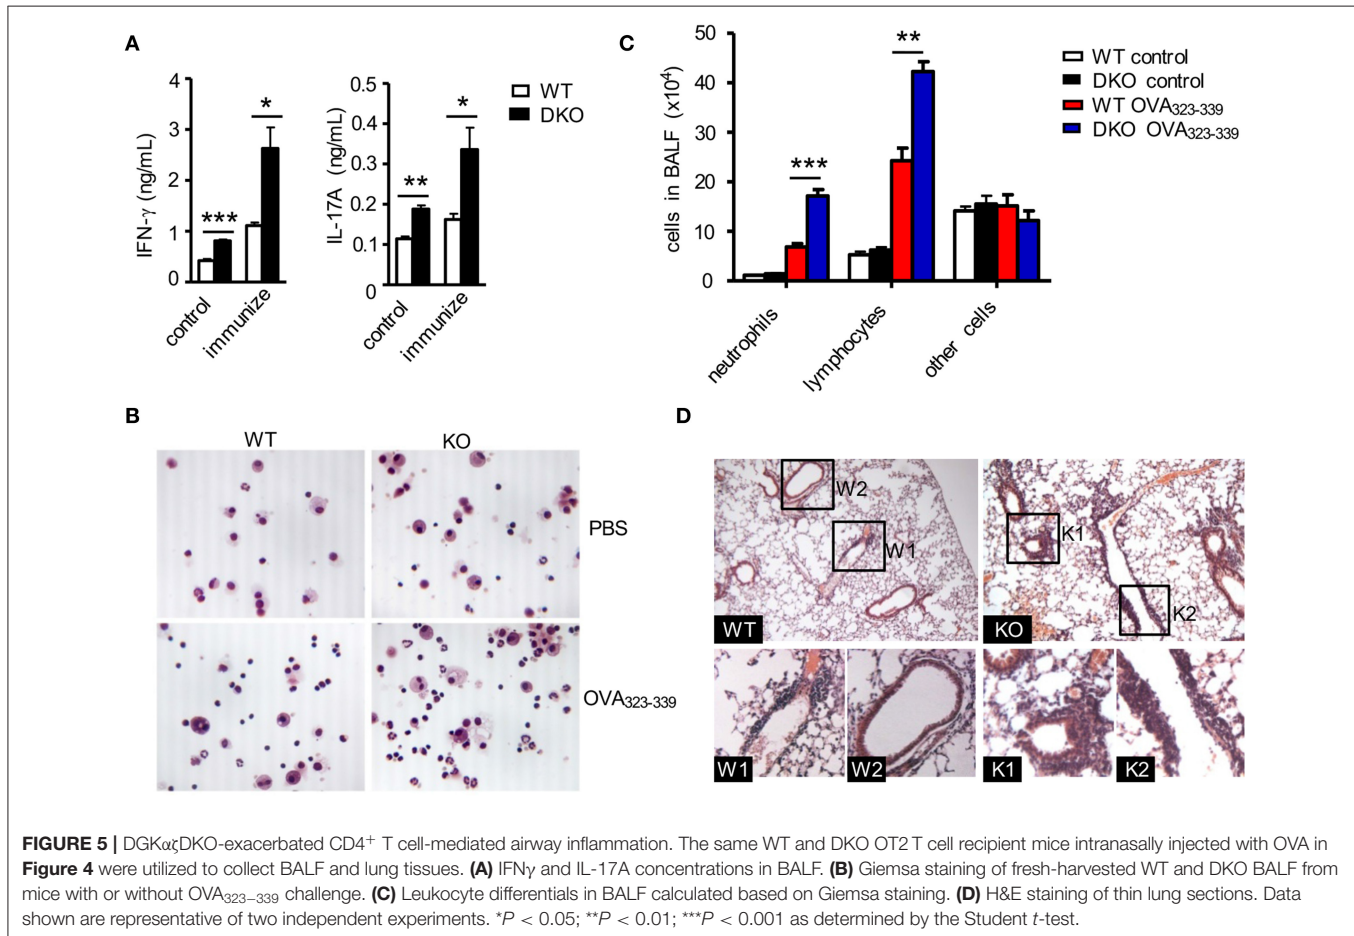 A
IFN-γ (ng/mL)
4
3
2
1
0
***
*
control
immunize
IL-17A (ng/mL)
0.5
0.4
0.3
0.2
0.1
0
**
*
control
immunize
WT
DKO
C
cells in BALF (x10⁴)
50
40
30
20
10
0
***
**
neutrophils
lymphocytes
other cells
WT control
DKO control
WT OVA₃₂₃₋₃₃₉
DKO OVA₃₂₃₋₃₃₉
B
WT KO
PBS
OVA₃₂₃₋₃₃₉
D
W2
W1
WT
K1
K2
KO
W1
W2
K1
K2
FIGURE 5 | DGKαζDKO-exacerbated CD4⁺ T cell-mediated airway inflammation. The same WT and DKO OT2 T cell recipient mice intranasally injected with OVA in
Figure 4 were utilized to collect BALF and lung tissues. (A) IFNγ and IL-17A concentrations in BALF. (B) Giemsa staining of fresh-harvested WT and DKO BALF from
mice with or without OVA₃₂₃₋₃₃₉ challenge. (C) Leukocyte differentials in BALF calculated based on Giemsa staining. (D) H&E staining of thin lung sections. Data
shown are representative of two independent experiments. *P < 0.05; **P < 0.01; ***P < 0.001 as determined by the Student t-test.